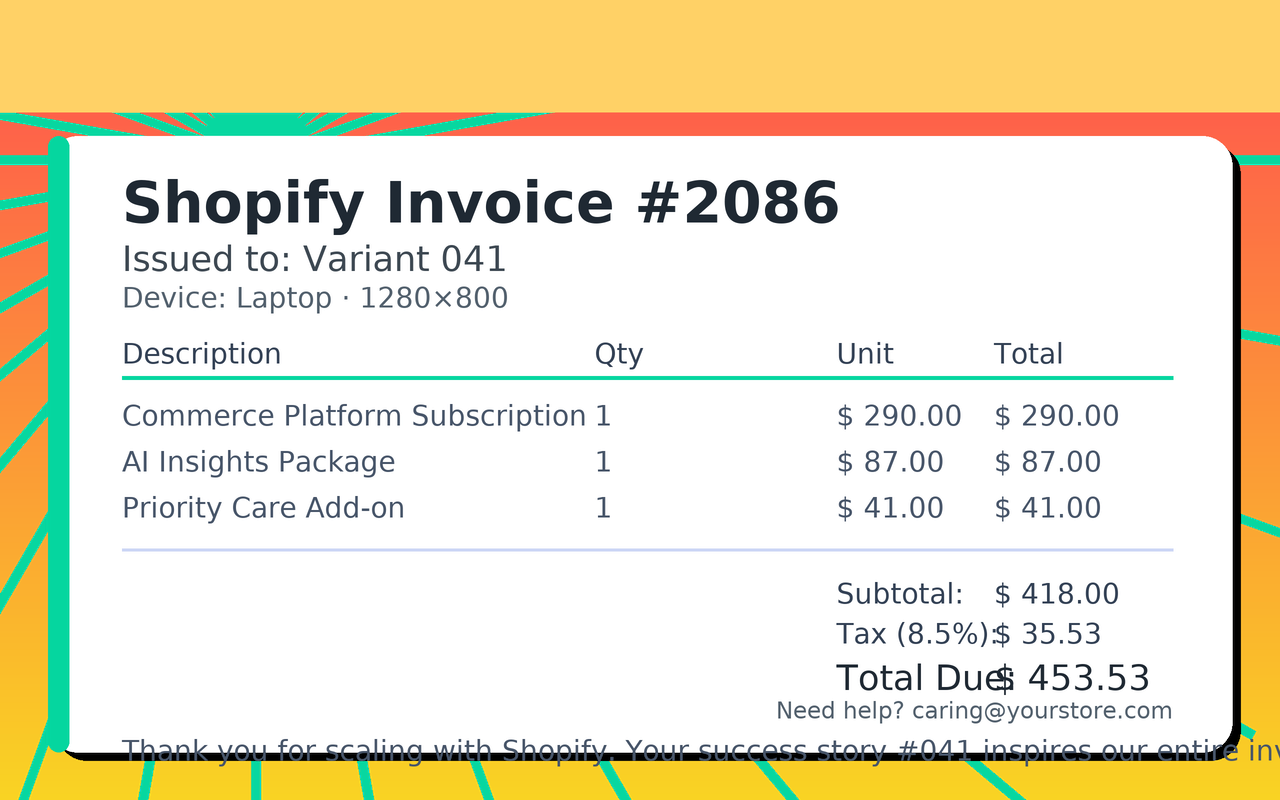 Shopify Invoice #2086
Issued to: Variant 041
Device: Laptop · 1280×800
Description Qty Unit Total
Commerce Platform Subscription 1 $ 290.00 $ 290.00
AI Insights Package 1 $ 87.00 $ 87.00
Priority Care Add-on 1 $ 41.00 $ 41.00
Subtotal: $ 418.00
Tax (8.5%): $ 35.53
Total Due: $ 453.53
Need help? caring@yourstore.com
Thank you for scaling with Shopify. Your success story #041 inspires our entire